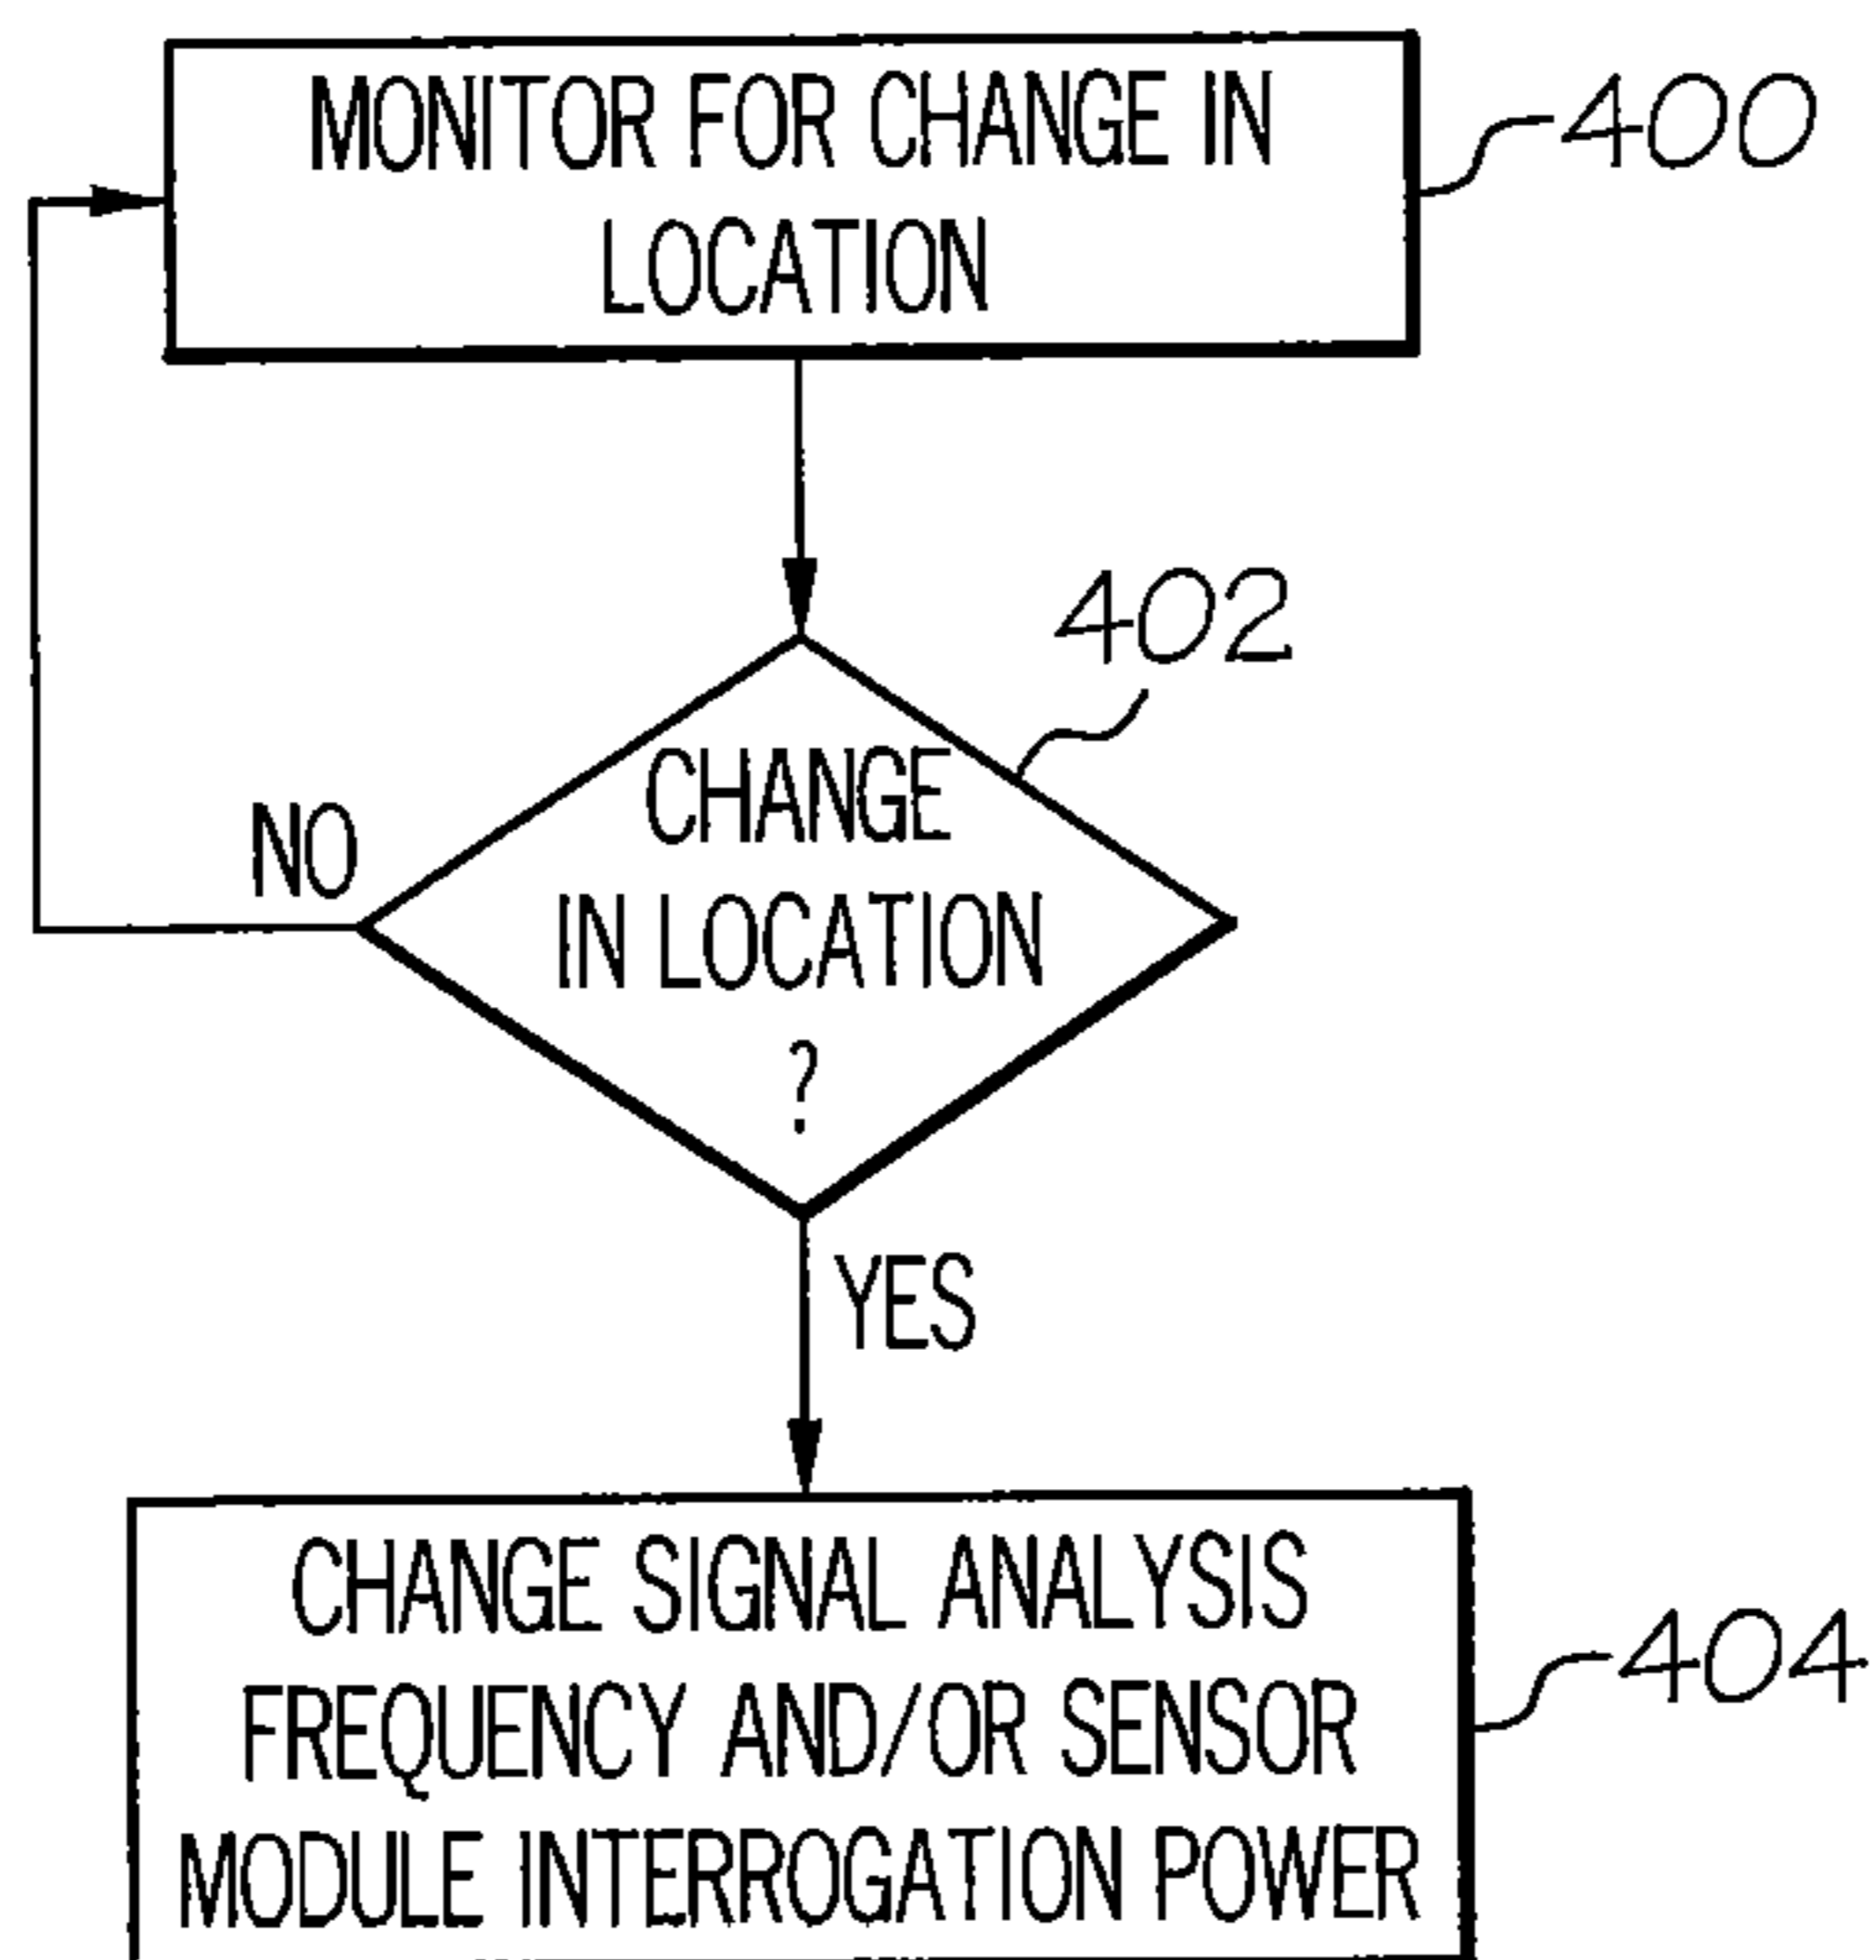 MONITOR FOR CHANGE IN
LOCATION
400
402
CHANGE
IN LOCATION
?
NO
YES
CHANGE SIGNAL ANALYSIS
FREQUENCY AND/OR SENSOR
MODULE INTERROGATION POWER
404